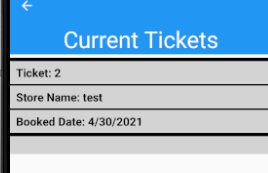 Current Tickets
Ticket: 2
Store Name: test
Booked Date: 4/30/2021